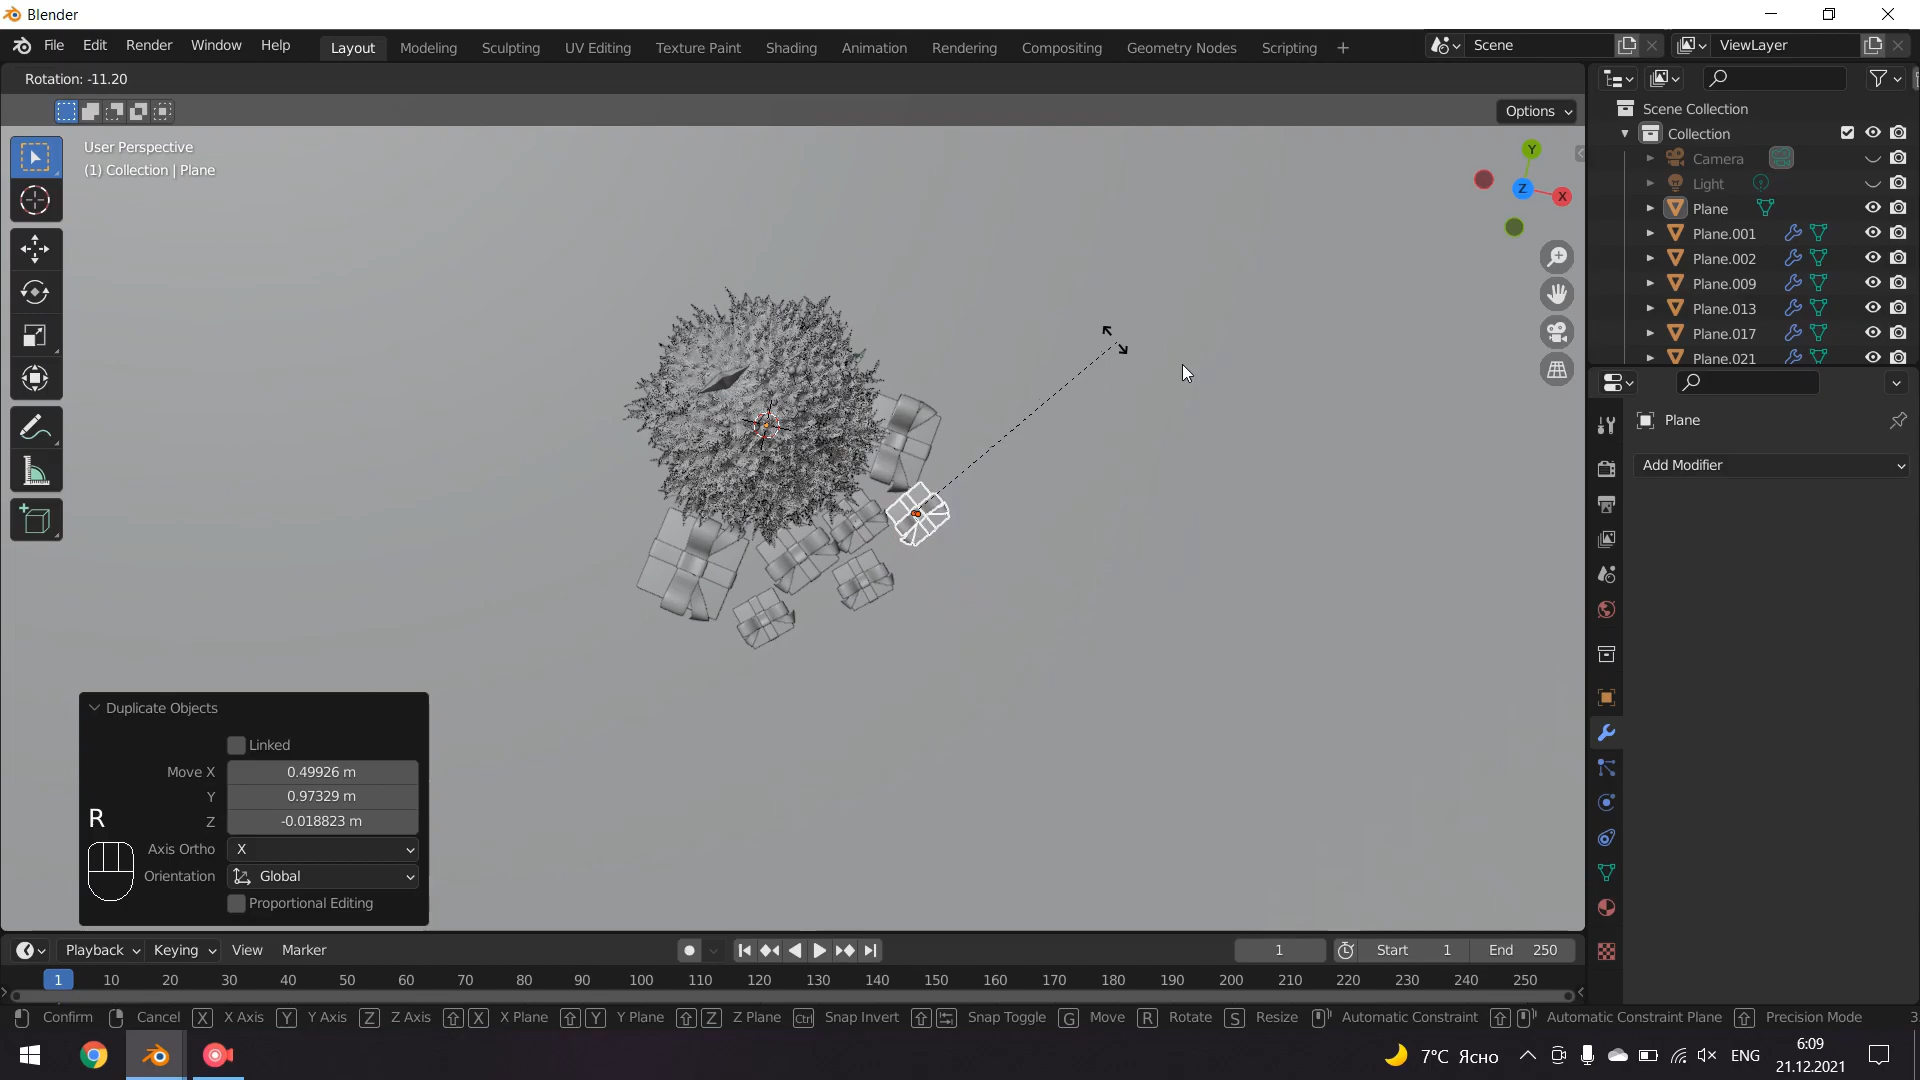 Blender
File Edit Render Window Help Layout Modeling Sculpting UV Editing Texture Paint Shading Animation Rendering Compositing Geometry Nodes Scripting + Scene ViewLayer
Rotation: -11.20
Options
User Perspective
(1) Collection | Plane
Y
Z
X
Scene Collection
Collection
Camera
Light
Plane
Plane.001
Plane.002
Plane.009
Plane.013
Plane.017
Plane.021
Plane
Add Modifier
Duplicate Objects
Linked
Move X 0.49926 m
Y 0.97329 m
Z -0.018823 m
R
Axis Ortho X
Orientation Global
Proportional Editing
Playback Keying View Marker 1 Start 1 End 250
1 10 20 30 40 50 60 70 80 90 100 110 120 130 140 150 160 170 180 190 200 210 220 230 240 250
Confirm Cancel X X Axis Y Y Axis Z Z Axis X X Plane Y Y Plane Z Z Plane Ctrl Snap Invert Snap Toggle G Move R Rotate S Resize Automatic Constraint Automatic Constraint Plane Precision Mode 3
7°C Ясно ENG 6:09
21.12.2021